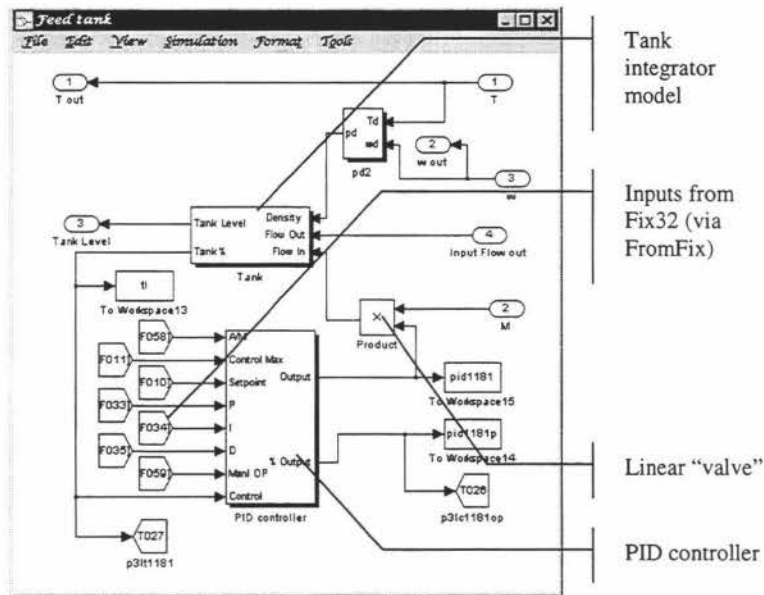 Feed tank
File Edit View Simulation Format Tools
1
T out
1
T
Td
pd
wd
pd2
2
w out
3
w
Tank Level
Density
Flow Out
Tank %
Flow In
Tank
3
Tank Level
4
Input Flow out
tl
To Workspace13
2
M
Product
F058
A/M
F011
Control Max
F010
Setpoint
F033
P
F034
I
F035
D
F059
Manl OP
Control
Output
% Output
PID controller
pid1181
To Workspace15
pid1181p
To Workspace14
T026
p3lc1181op
T027
p3lt1181
Tank
integrator
model
Inputs from
Fix32 (via
FromFix)
Linear “valve”
PID controller